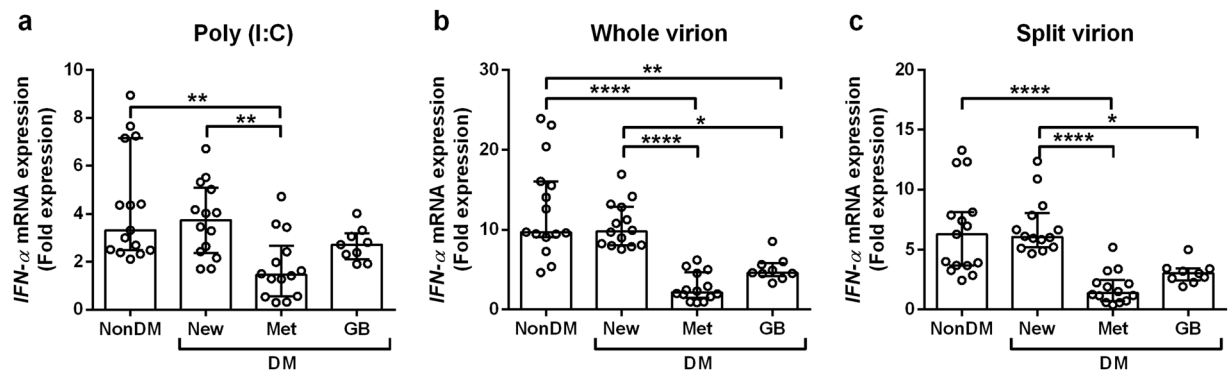 a
Poly (I:C)
IFN-α mRNA expression
(Fold expression)
10
8
6
4
2
0
**
**
NonDM New Met GB
DM
b
Whole virion
IFN-α mRNA expression
(Fold expression)
30
20
10
0
**
****
*
****
NonDM New Met GB
DM
c
Split virion
IFN-α mRNA expression
(Fold expression)
20
15
10
5
0
****
*
****
NonDM New Met GB
DM